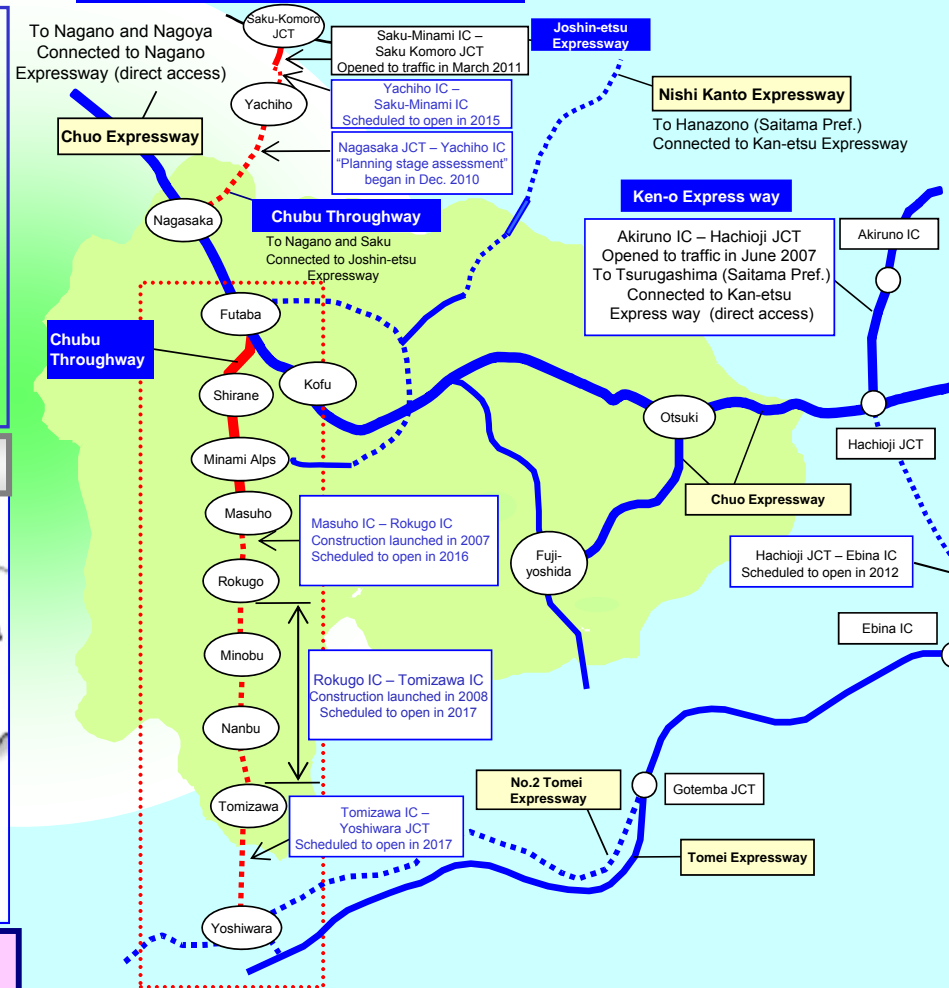 To Nagano and Nagoya
Connected to Nagano
Expressway (direct access)
Chuo Expressway
Saku-Komoro
JCT
Saku-Minami IC –
Saku Komoro JCT
Opened to traffic in March 2011
Joshin-etsu
Expressway
Yachiho
Yachiho IC –
Saku-Minami IC
Scheduled to open in 2015
Nishi Kanto Expressway
To Hanazono (Saitama Pref.)
Connected to Kan-etsu Expressway
Nagasaka JCT – Yachiho IC
“Planning stage assessment”
began in Dec. 2010
Nagasaka
Chubu Throughway
To Nagano and Saku
Connected to Joshin-etsu
Expressway
Ken-o Express way
Akiruno IC – Hachioji JCT
Opened to traffic in June 2007
To Tsurugashima (Saitama Pref.)
Connected to Kan-etsu
Express way (direct access)
Akiruno IC
Futaba
Chubu
Throughway
Shirane
Kofu
Otsuki
Hachioji JCT
Minami Alps
Chuo Expressway
Masuho
Masuho IC – Rokugo IC
Construction launched in 2007
Scheduled to open in 2016
Fuji-
yoshida
Hachioji JCT – Ebina IC
Scheduled to open in 2012
Rokugo
Ebina IC
Minobu
Rokugo IC – Tomizawa IC
Construction launched in 2008
Scheduled to open in 2017
Nanbu
No.2 Tomei
Expressway
Gotemba JCT
Tomizawa
Tomizawa IC –
Yoshiwara JCT
Scheduled to open in 2017
Tomei Expressway
Yoshiwara